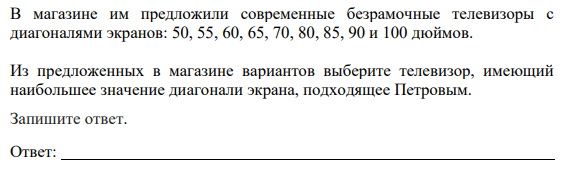 В магазине им предложили современные безрамочные телевизоры с
диагоналями экранов: 50, 55, 60, 65, 70, 80, 85, 90 и 100 дюймов.
Из предложенных в магазине вариантов выберите телевизор, имеющий
наибольшее значение диагонали экрана, подходящее Петровым.
Запишите ответ.
Ответ: